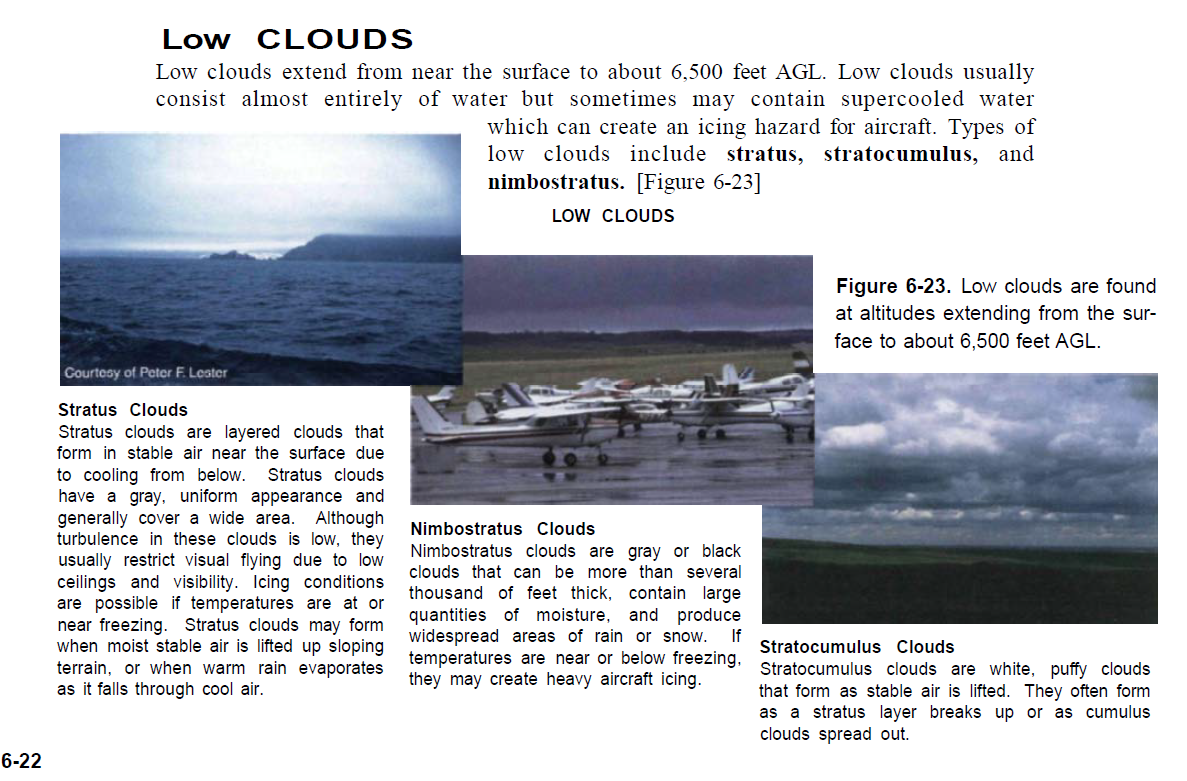 Low CLOUDS
Low clouds extend from near the surface to about 6,500 feet AGL. Low clouds usually
consist almost entirely of water but sometimes may contain supercooled water
which can create an icing hazard for aircraft. Types of
low clouds include stratus, stratocumulus, and
nimbostratus. [Figure 6-23]
LOW CLOUDS
Figure 6-23. Low clouds are found
at altitudes extending from the sur-
face to about 6,500 feet AGL.
Courtesy of Peter F. Lester
Stratus Clouds
Stratus clouds are layered clouds that
form in stable air near the surface due
to cooling from below. Stratus clouds
have a gray, uniform appearance and
generally cover a wide area. Although
turbulence in these clouds is low, they
usually restrict visual flying due to low
ceilings and visibility. Icing conditions
are possible if temperatures are at or
near freezing. Stratus clouds may form
when moist stable air is lifted up sloping
terrain, or when warm rain evaporates
as it falls through cool air.
Nimbostratus Clouds
Nimbostratus clouds are gray or black
clouds that can be more than several
thousand of feet thick, contain large
quantities of moisture, and produce
widespread areas of rain or snow. If
temperatures are near or below freezing,
they may create heavy aircraft icing.
Stratocumulus Clouds
Stratocumulus clouds are white, puffy clouds
that form as stable air is lifted. They often form
as a stratus layer breaks up or as cumulus
clouds spread out.
6-22